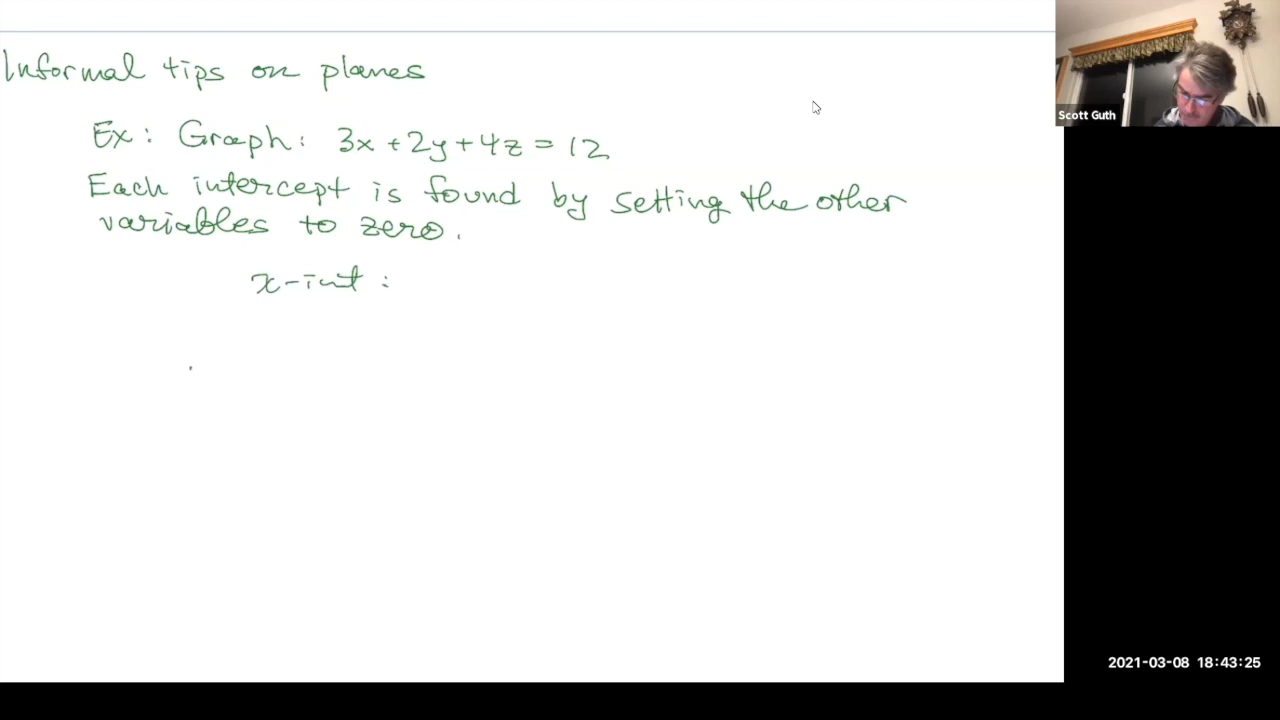 Informal tips on planes
Ex: Graph: 3x + 2y + 4z = 12
Each intercept is found by setting the other
variables to zero.
x-int:
Scott Guth
2021-03-08 18:43:25